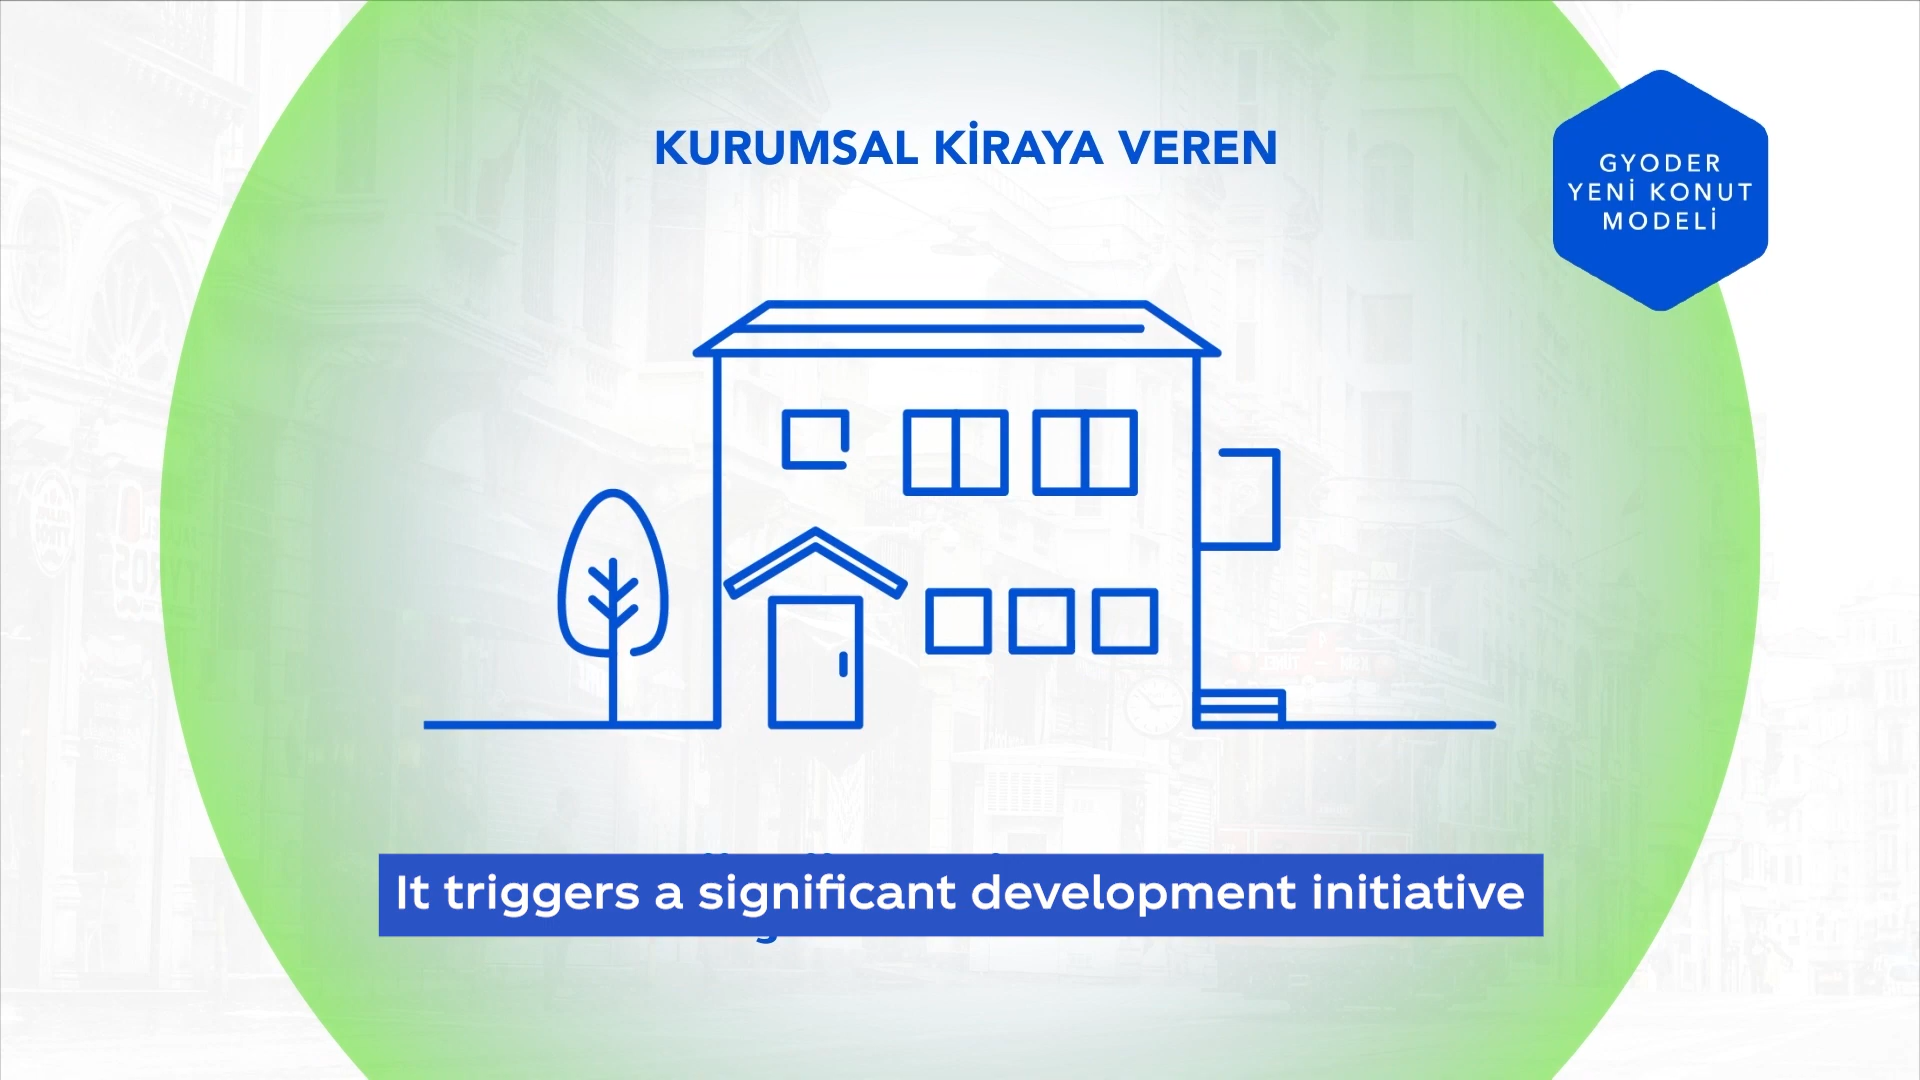 KURUMSAL KİRAYA VEREN
GYODER
YENİ KONUT
MODELİ
It triggers a significant development initiative